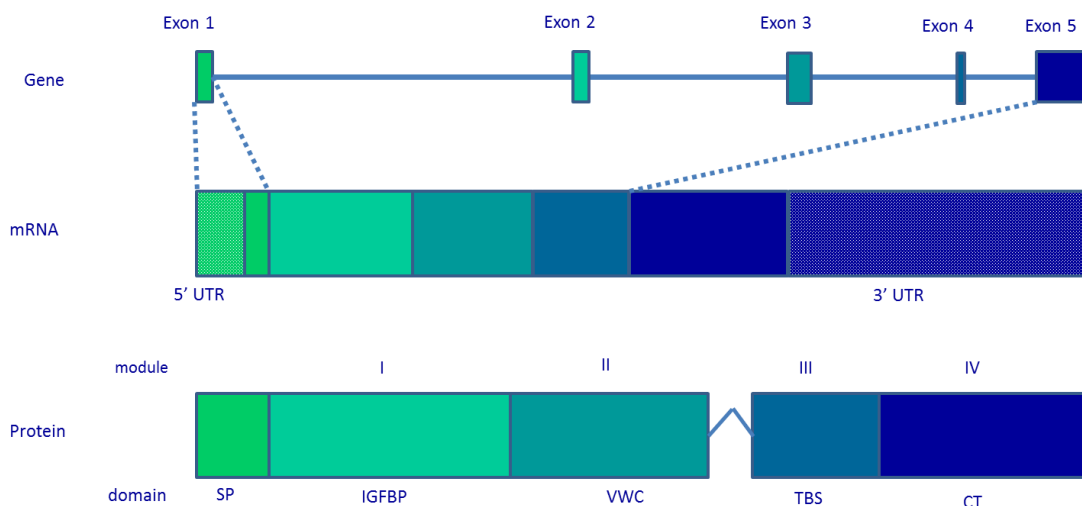 Exon 1
Exon 2
Exon 3
Exon 4
Exon 5
Gene
mRNA
5’ UTR
3’ UTR
module
I
II
III
IV
Protein
domain
SP
IGFBP
VWC
TBS
CT